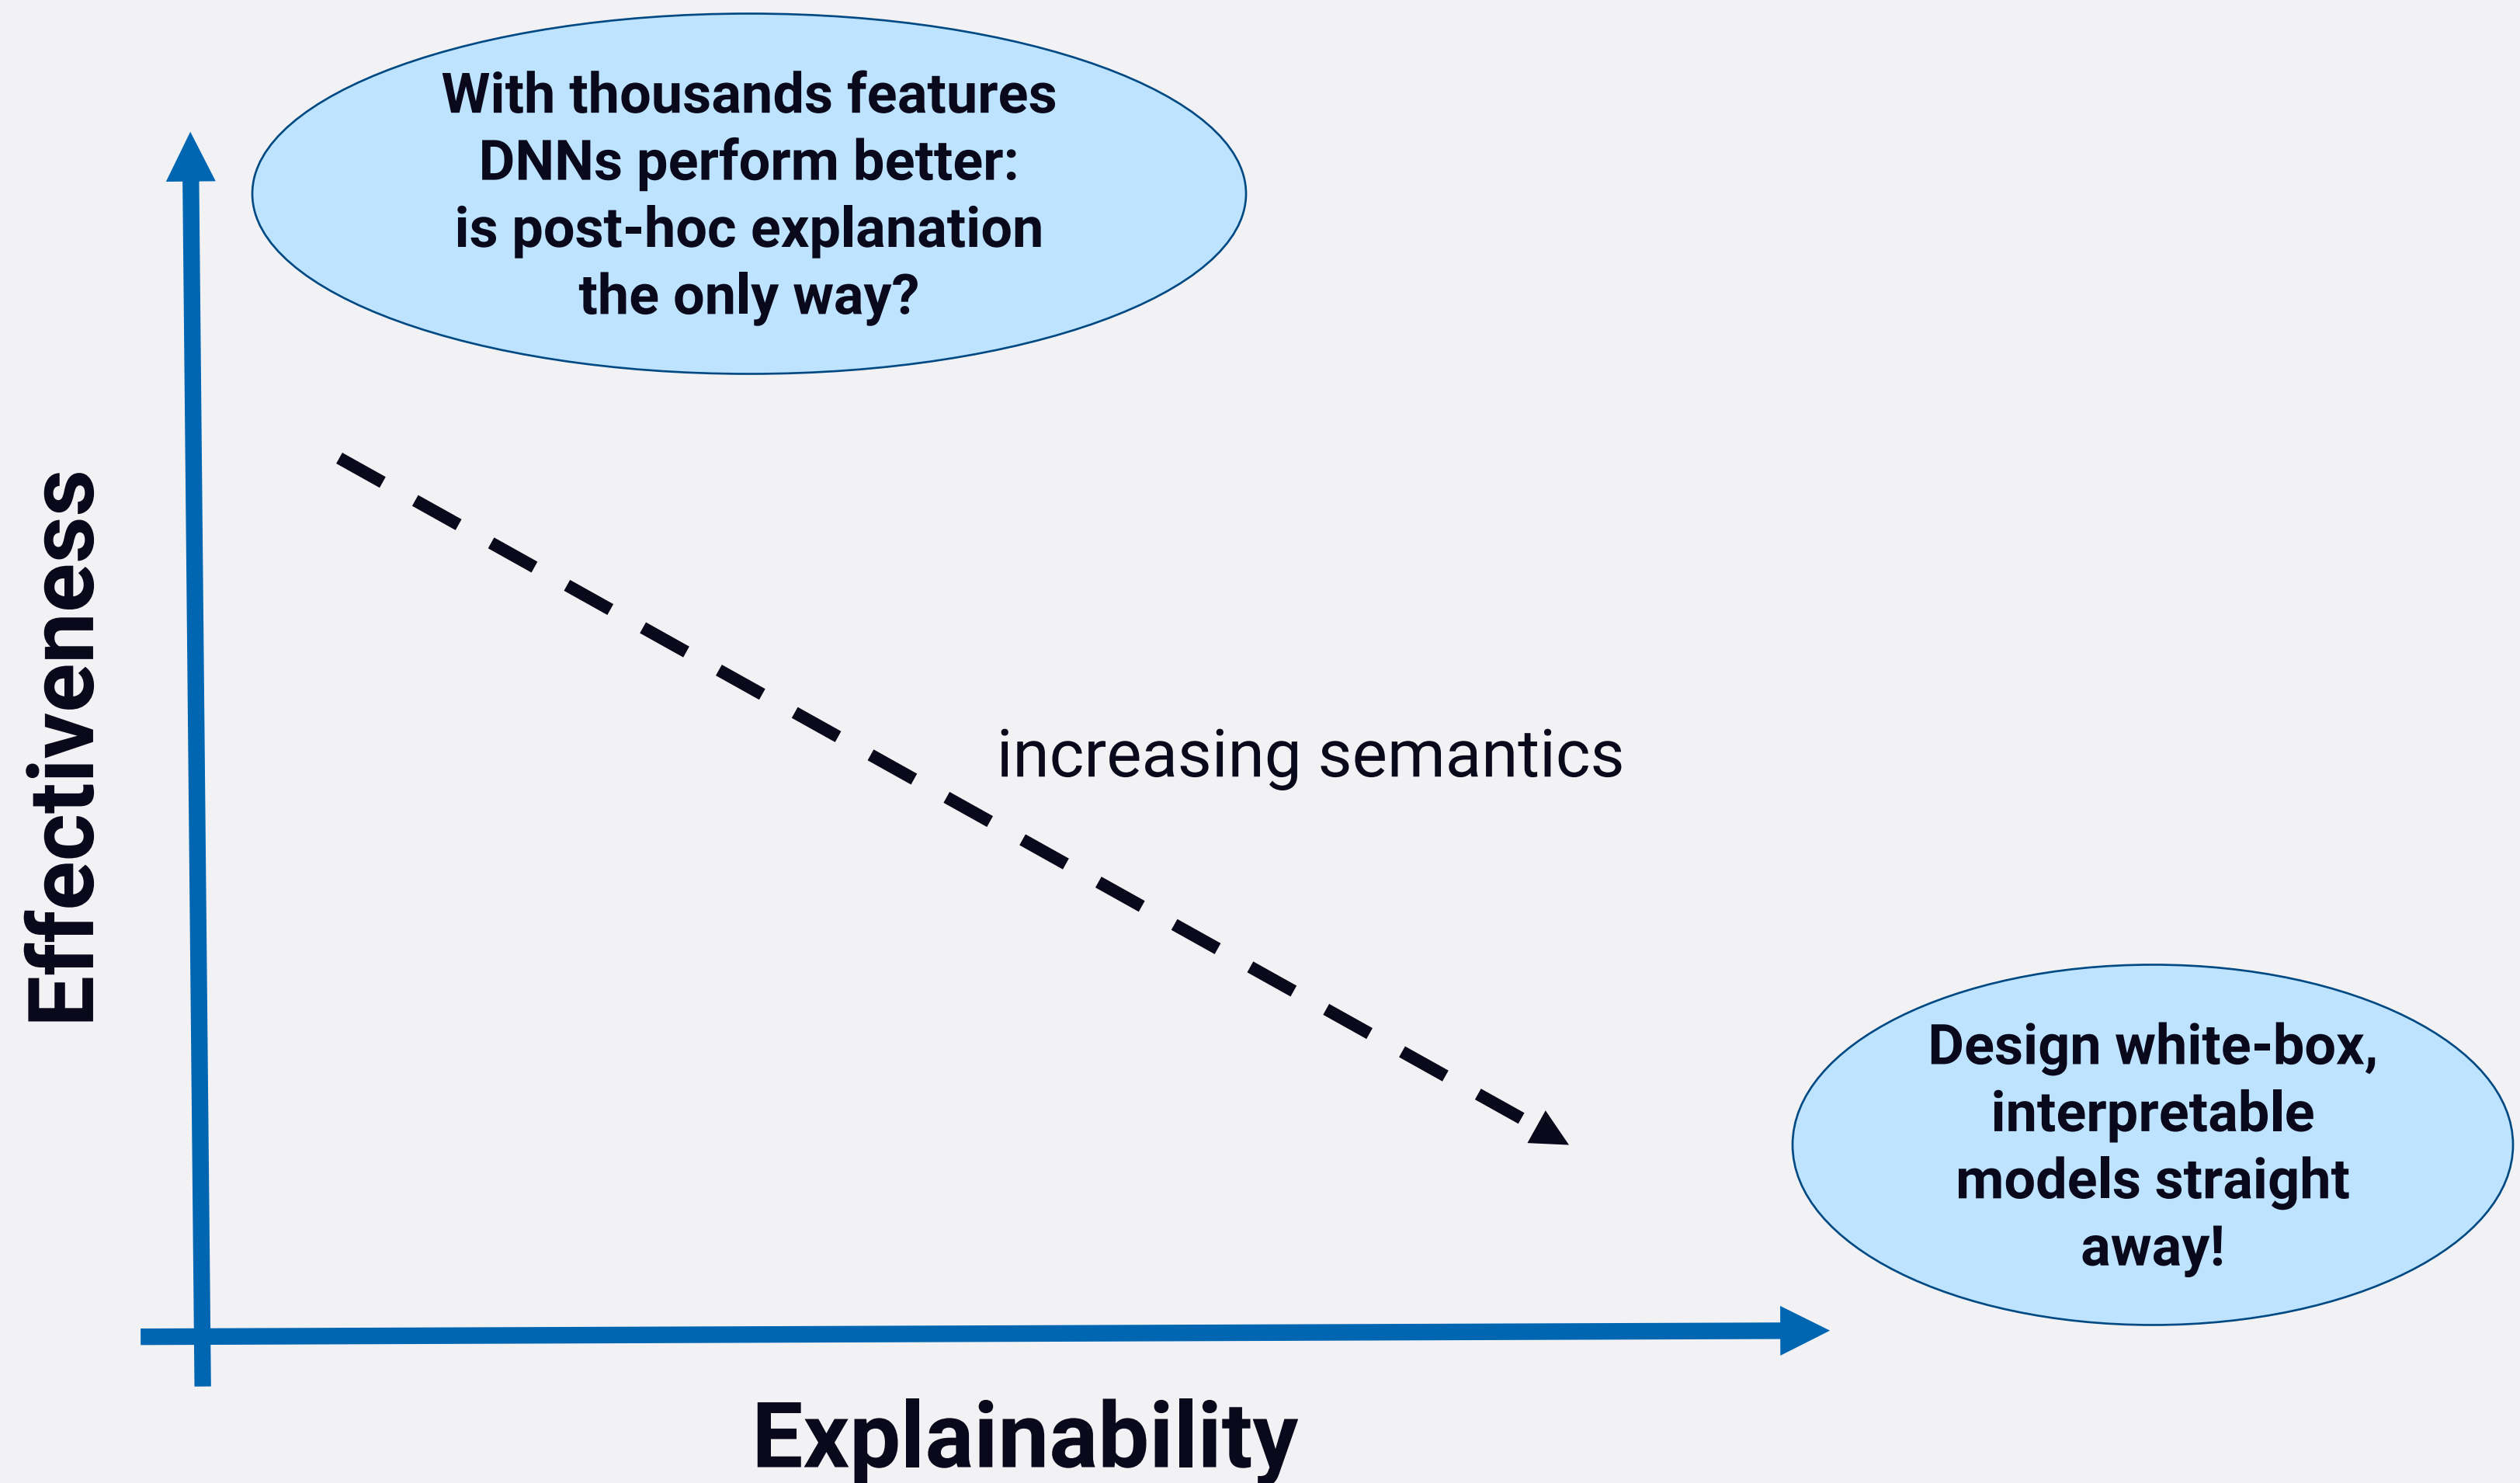 With thousands features
DNNs perform better:
is post-hoc explanation
the only way?
Effectiveness
increasing semantics
Design white-box,
interpretable
models straight
away!
Explainability